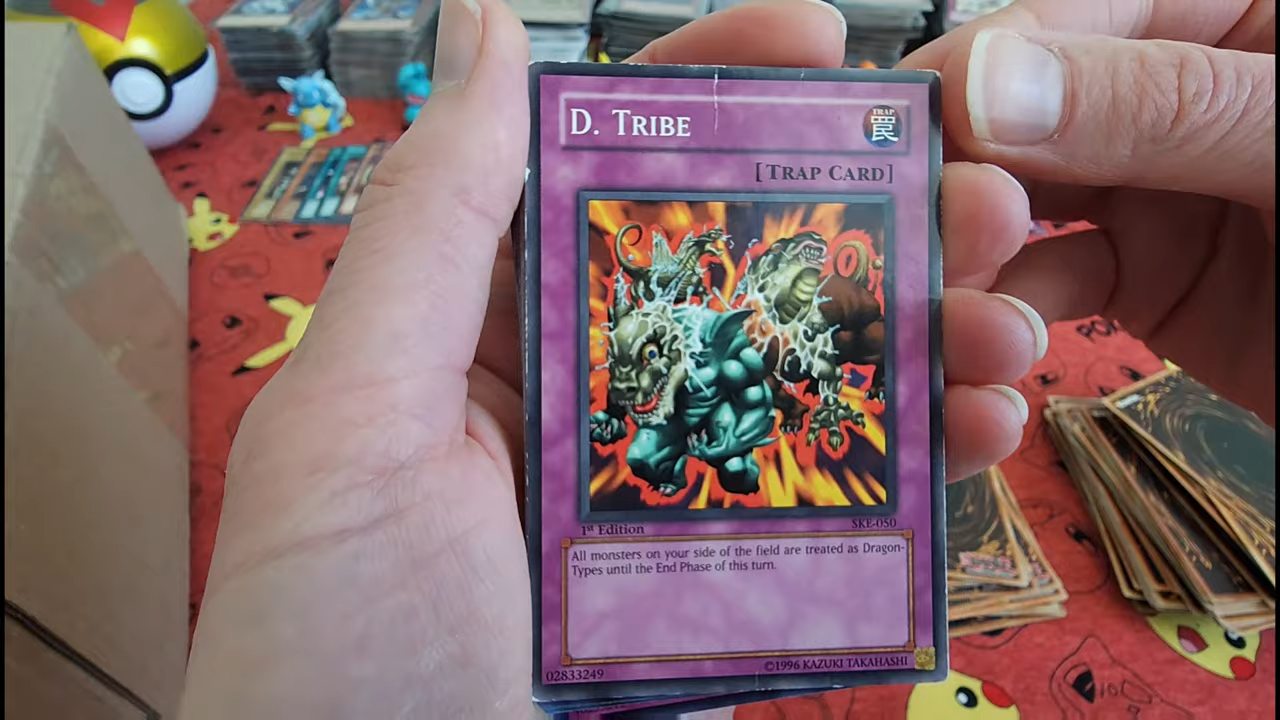 D. TRIBE
TRAP
罠
[TRAP CARD]
1st Edition
SKE-050
All monsters on your side of the field are treated as Dragon-
Types until the End Phase of this turn.
02833249
©1996 KAZUKI TAKAHASHI